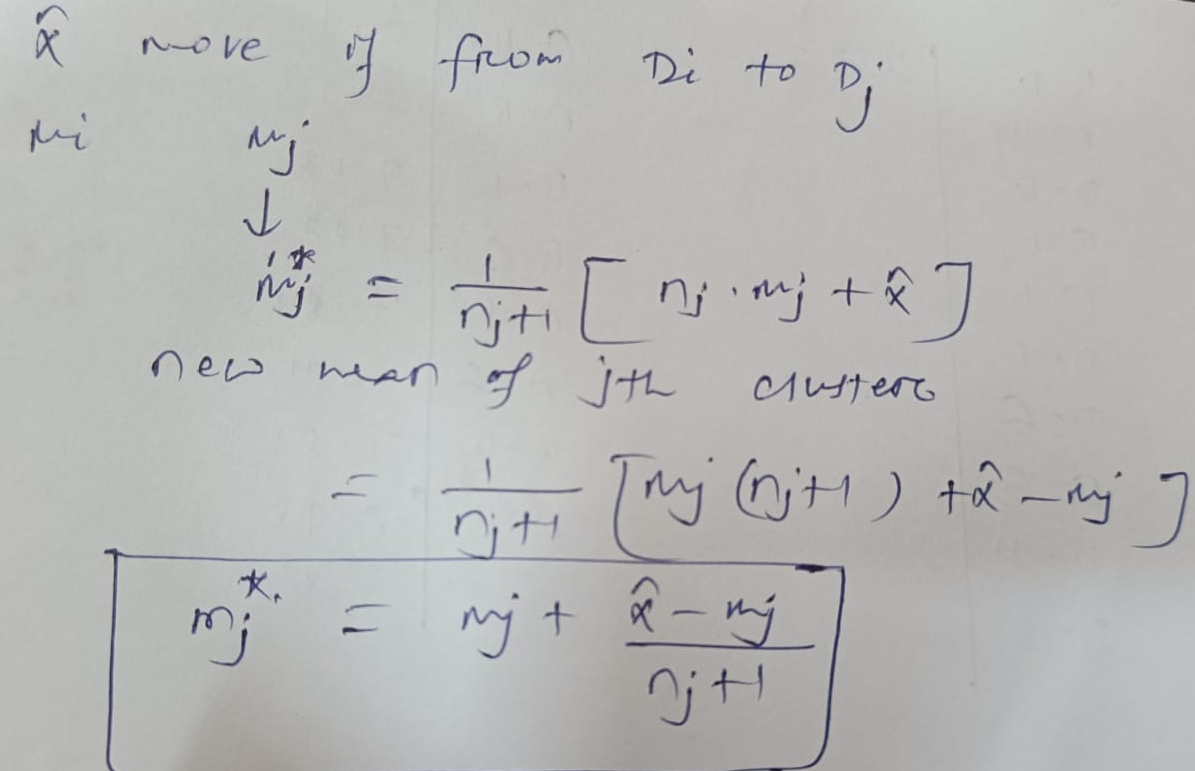 x̂ move if from Di to Dj
mi mj
↓
mj* = 1/(nj+1) [ nj . mj + x̂ ]
new mean of jth cluster
= 1/(nj+1) [ mj (nj+1) + x̂ - mj ]
mj* = mj + (x̂ - mj)/(nj+1)